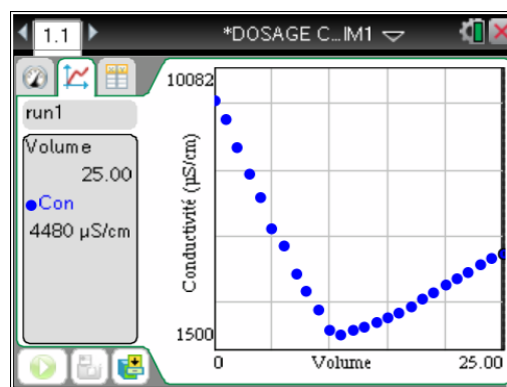 1.1
*DOSAGE C...IM1
run1
Volume
25.00
Con
4480 µS/cm
10082
Conductivité (µS/cm)
1500
0
Volume
25.00